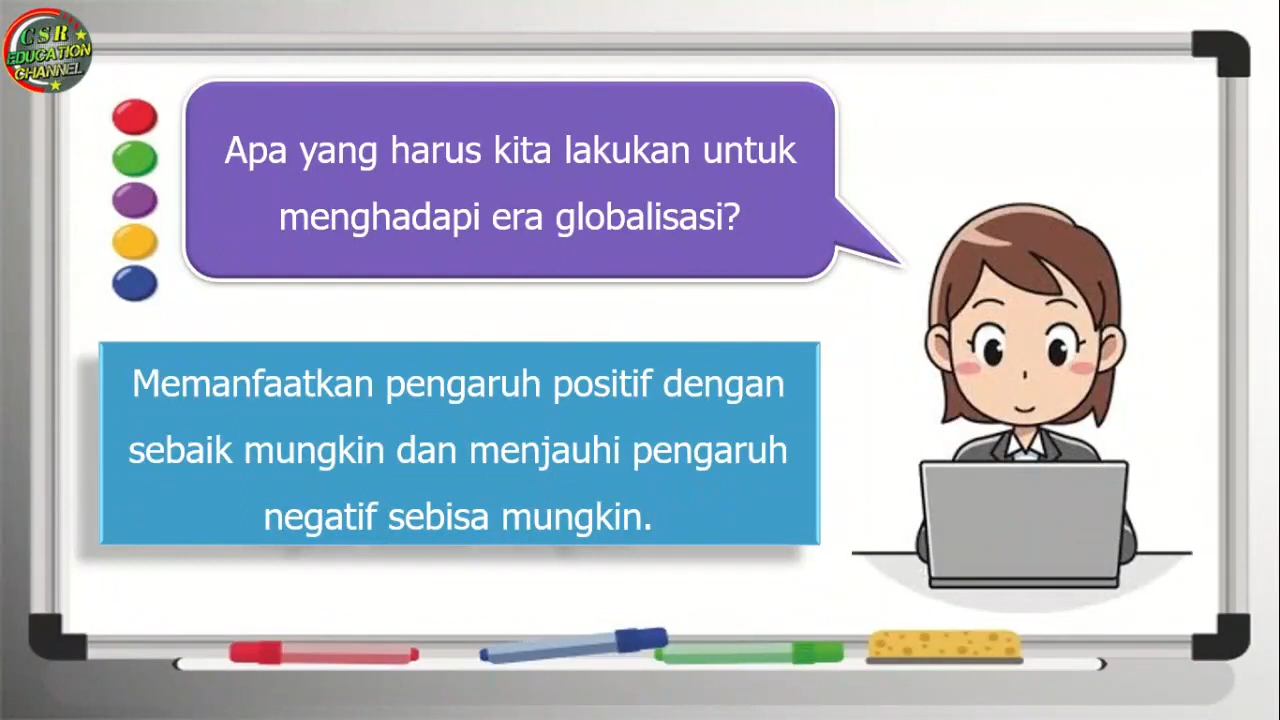 CSR
EDUCATION
CHANNEL
Apa yang harus kita lakukan untuk
menghadapi era globalisasi?
Memanfaatkan pengaruh positif dengan
sebaik mungkin dan menjauhi pengaruh
negatif sebisa mungkin.